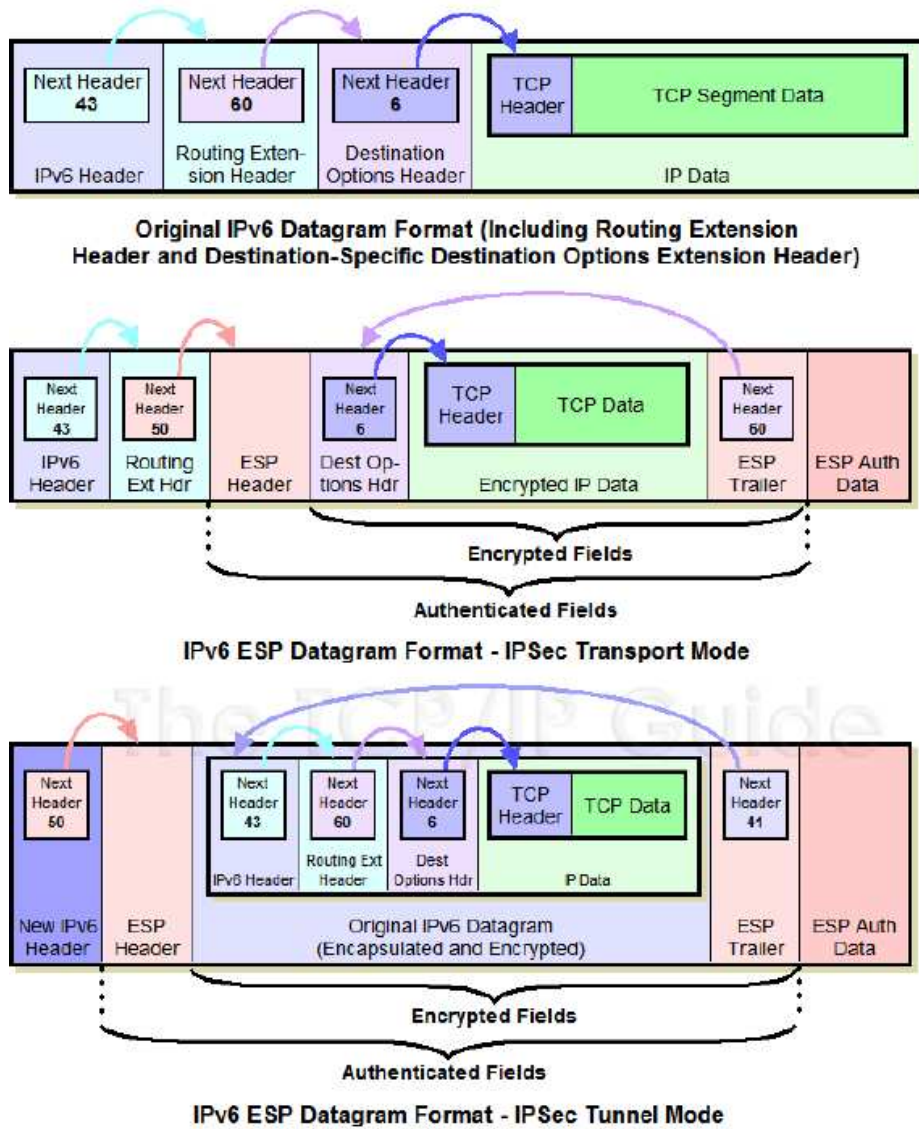 Next Header
43
Next Header
60
Next Header
6
TCP
Header
TCP Segment Data
IPv6 Header
Routing Exten-
sion Header
Destination
Options Header
IP Data
Original IPv6 Datagram Format (Including Routing Extension
Header and Destination-Specific Destination Options Extension Header)
Next
Header
43
Next
Header
50
Next
Header
6
TCP
Header
TCP Data
Next
Header
60
IPv6
Header
Routing
Ext Hdr
ESP
Header
Dest Op-
tions Hdr
Encrypted IP Data
ESP
Trailer
ESP Auth
Data
Encrypted Fields
Authenticated Fields
IPv6 ESP Datagram Format - IPSec Transport Mode
The TCP/IP Guide
Next
Header
50
Next
Header
43
Next
Header
60
Next
Header
6
TCP
Header
TCP Data
Next
Header
41
IPv6 Header
Routing Ext
Header
Dest
Options Hdr
IP Data
New IPv6
Header
ESP
Header
Original IPv6 Datagram
(Encapsulated and Encrypted)
ESP
Trailer
ESP Auth
Data
Encrypted Fields
Authenticated Fields
IPv6 ESP Datagram Format - IPSec Tunnel Mode